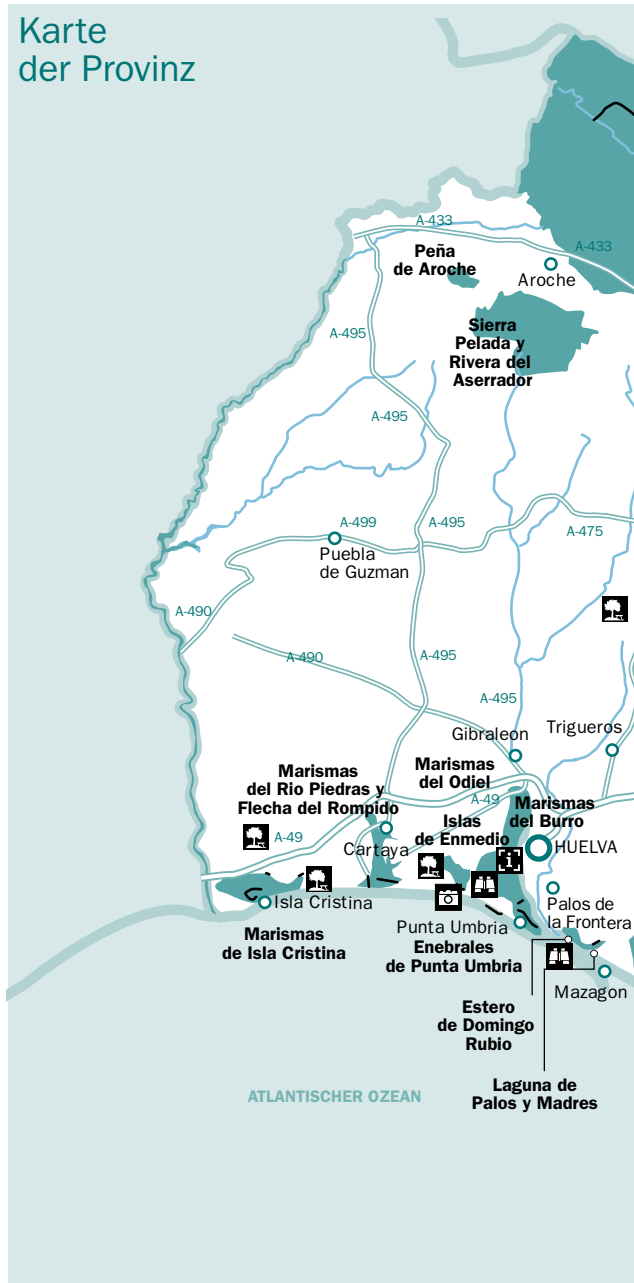 Karte
der Provinz
A-433
Peña
de Aroche
A-433
Aroche
Sierra
Pelada y
Rivera del
Aserrador
A-495
A-495
A-499
A-495
A-475
Puebla
de Guzman
A-490
A-490
A-495
A-495
Gibraleon
Trigueros
Marismas
del Rio Piedras y
Flecha del Rompido
Marismas
del Odiel
A-49
Marismas
del Burro
Islas
de Enmedio
A-49
Cartaya
HUELVA
i
Isla Cristina
Palos de
la Frontera
Marismas
de Isla Cristina
Punta Umbria
Enebrales
de Punta Umbria
Mazagon
Estero
de Domingo
Rubio
Laguna de
Palos y Madres
ATLANTISCHER OZEAN